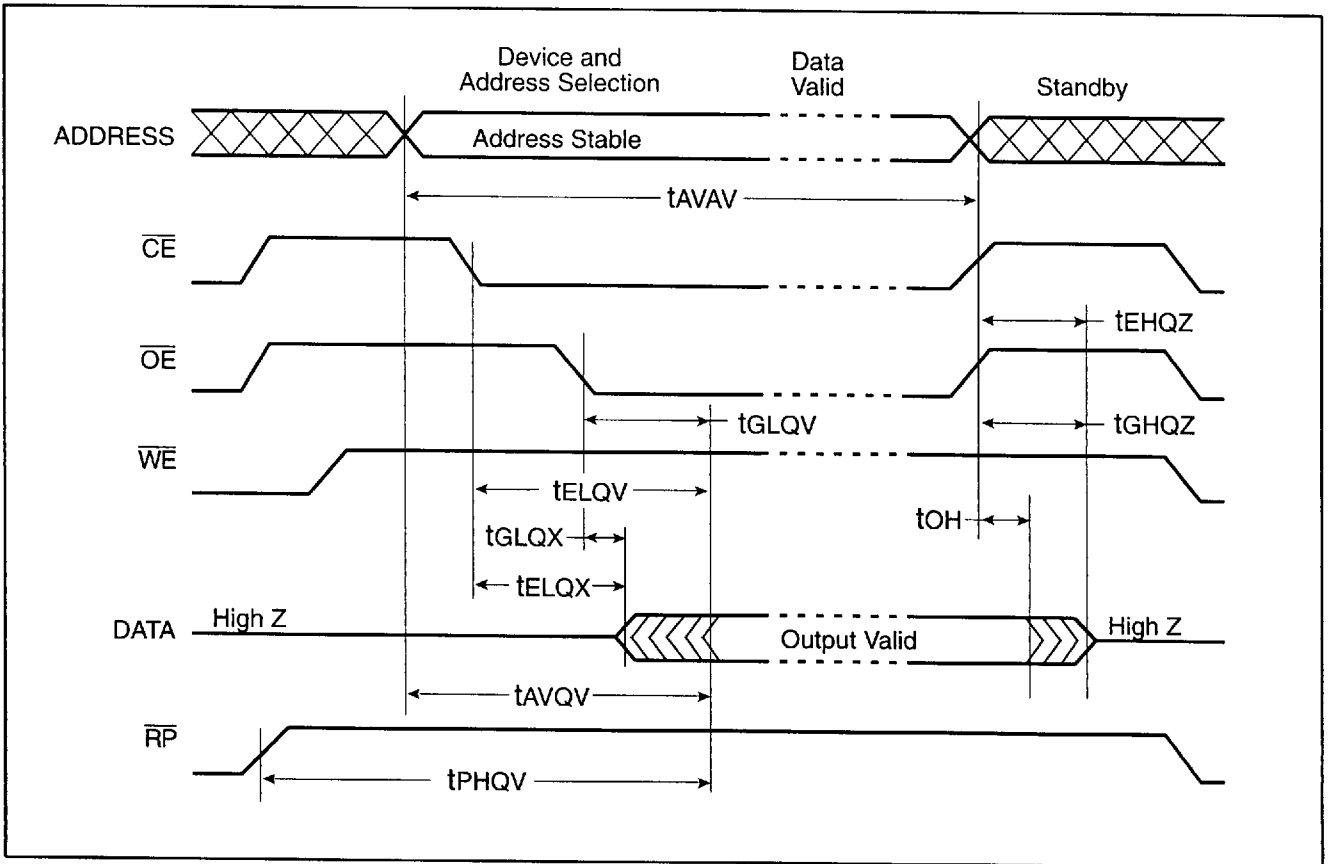 Device and
Address Selection
Data
Valid
Standby
ADDRESS
Address Stable
tAVAV
CE
tEHQZ
OE
tGLQV
tGHQZ
WE
tELQV
tOH
tGLQX
tELQX
DATA
High Z
Output Valid
High Z
tAVQV
RP
tPHQV